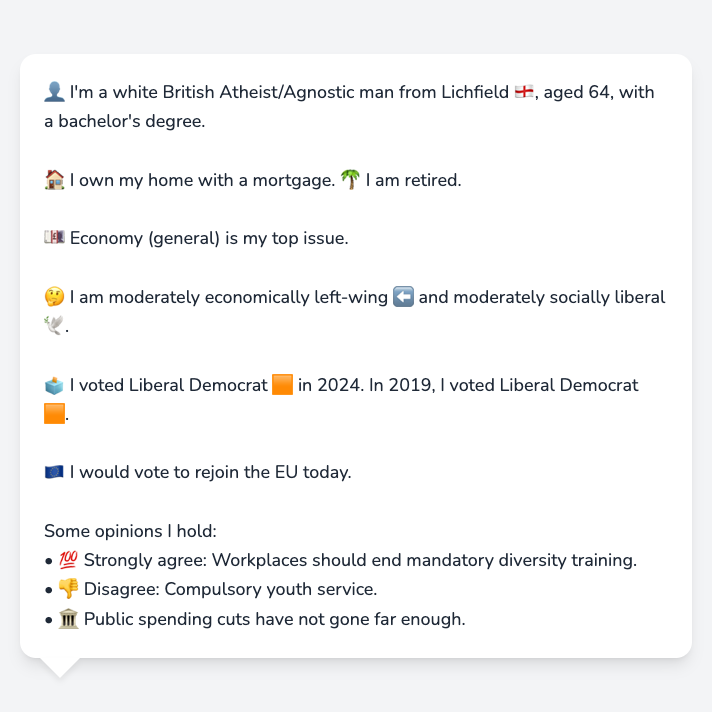 👤 I'm a white British Atheist/Agnostic man from Lichfield 🏴󠁧󠁢󠁥󠁮󠁧󠁿, aged 64, with
a bachelor's degree.
🏠 I own my home with a mortgage. 🌴 I am retired.
💷 Economy (general) is my top issue.
🤔 I am moderately economically left-wing ⬅️ and moderately socially liberal
🕊️.
🗳️ I voted Liberal Democrat 🟧 in 2024. In 2019, I voted Liberal Democrat
🟧.
🇪🇺 I would vote to rejoin the EU today.
Some opinions I hold:
• 💯 Strongly agree: Workplaces should end mandatory diversity training.
• 👎 Disagree: Compulsory youth service.
• 🏛️ Public spending cuts have not gone far enough.